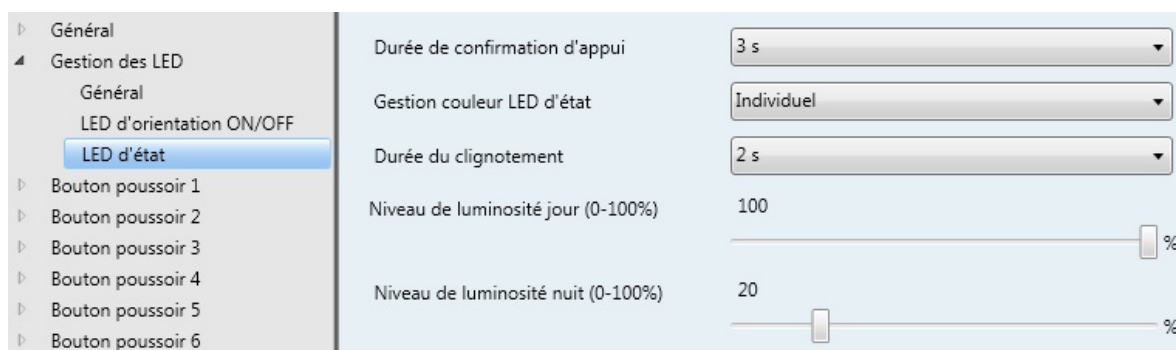 Général
Gestion des LED
Général
LED d'orientation ON/OFF
LED d'état
Bouton poussoir 1
Bouton poussoir 2
Bouton poussoir 3
Bouton poussoir 4
Bouton poussoir 5
Bouton poussoir 6
Durée de confirmation d'appui
3 s
Gestion couleur LED d'état
Individuel
Durée du clignotement
2 s
Niveau de luminosité jour (0-100%)
100
%
Niveau de luminosité nuit (0-100%)
20
%